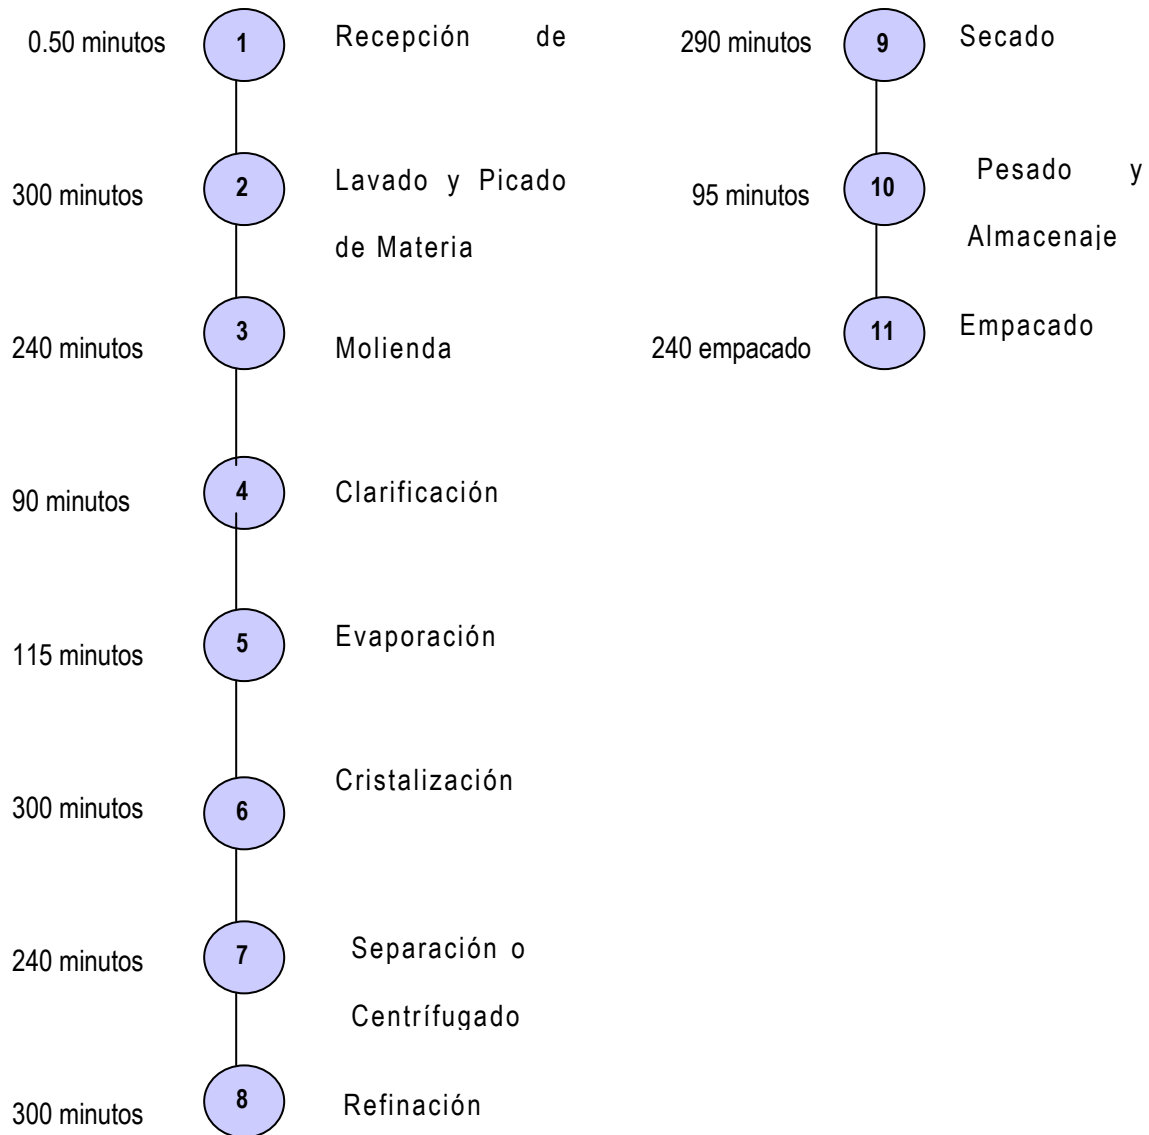 0.50 minutos 1 Recepción de
300 minutos 2 Lavado y Picado
de Materia
240 minutos 3 Molienda
90 minutos 4 Clarificación
115 minutos 5 Evaporación
300 minutos 6 Cristalización
240 minutos 7 Separación o
Centrífugado
300 minutos 8 Refinación
290 minutos 9 Secado
95 minutos 10 Pesado y
Almacenaje
240 empacado 11 Empacado